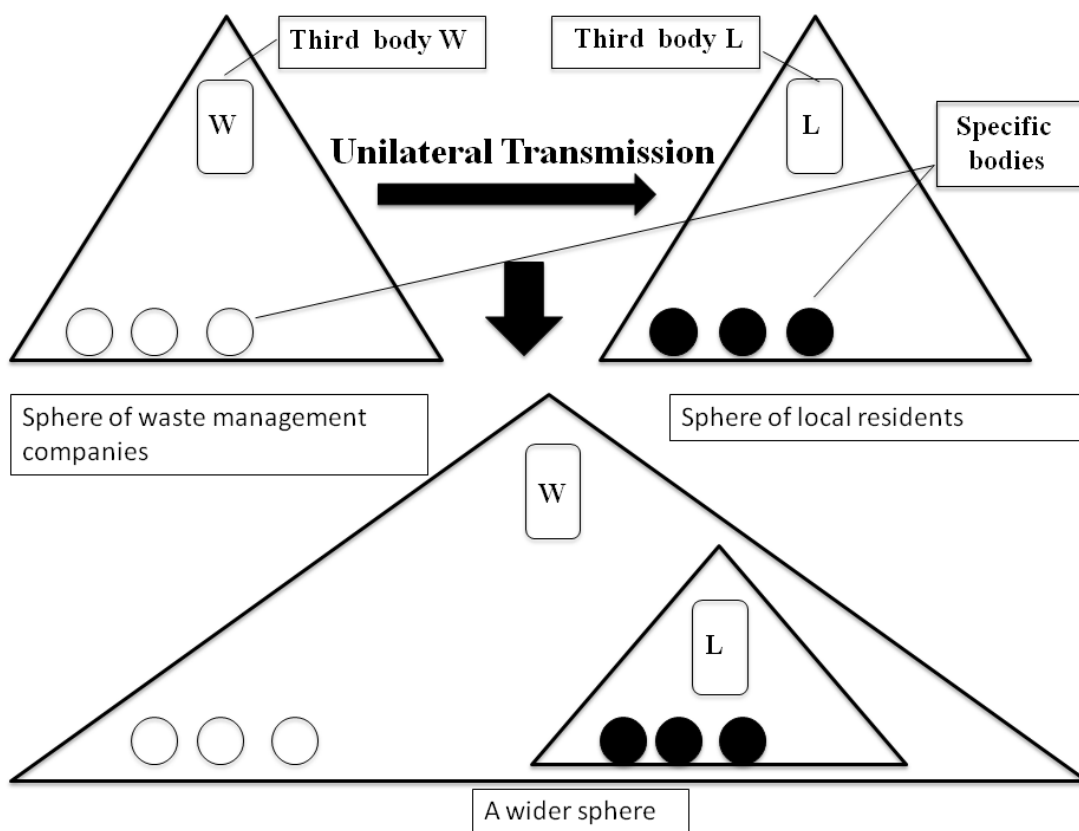 Third body W
Third body L
W
L
Specific
bodies
Unilateral Transmission
Sphere of waste management
companies
Sphere of local residents
W
L
A wider sphere